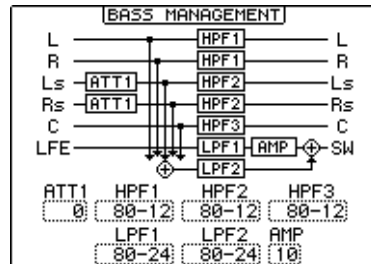 BASS MANAGEMENT
L HPF1 L
R HPF1 R
Ls ATT1 HPF2 Ls
Rs ATT1 HPF2 Rs
C HPF3 C
LFE LPF1 AMP SW
LPF2
ATT1 HPF1 HPF2 HPF3
0 80-12 80-12 80-12
LPF1 LPF2 AMP
80-24 80-24 10